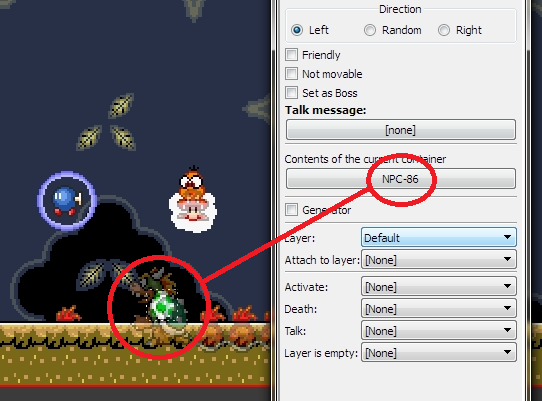 Direction
Left Random Right
Friendly
Not movable
Set as Boss
Talk message:
[none]
Contents of the current container
NPC-86
Generator
Layer: Default
Attach to layer: [None]
Activate: [None]
Death: [None]
Talk: [None]
Layer is empty: [None]